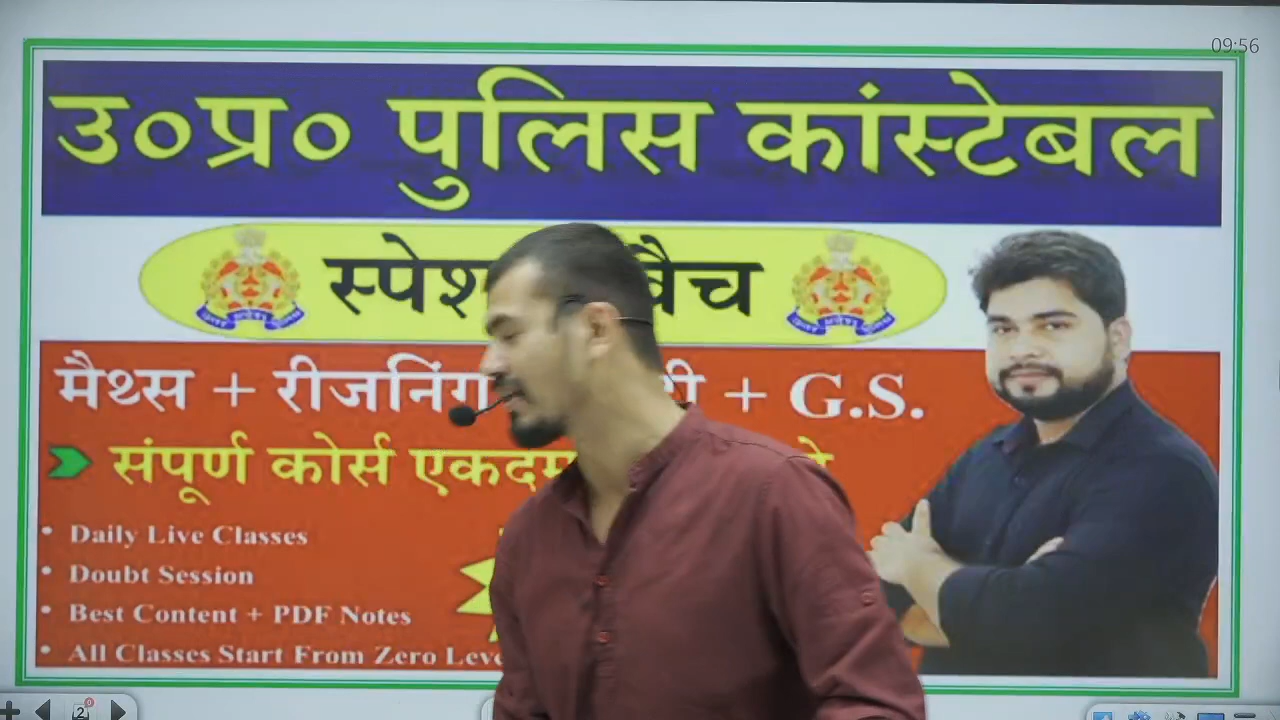 09:56
उ०प्र० पुलिस कांस्टेबल
बैच
मैथ्स + रीजनिंग + G.S.
संपूर्ण कोर्स एकदम
• Daily Live Classes
• Doubt Session
• Best Content + PDF Notes
• All Classes Start From Zero
2